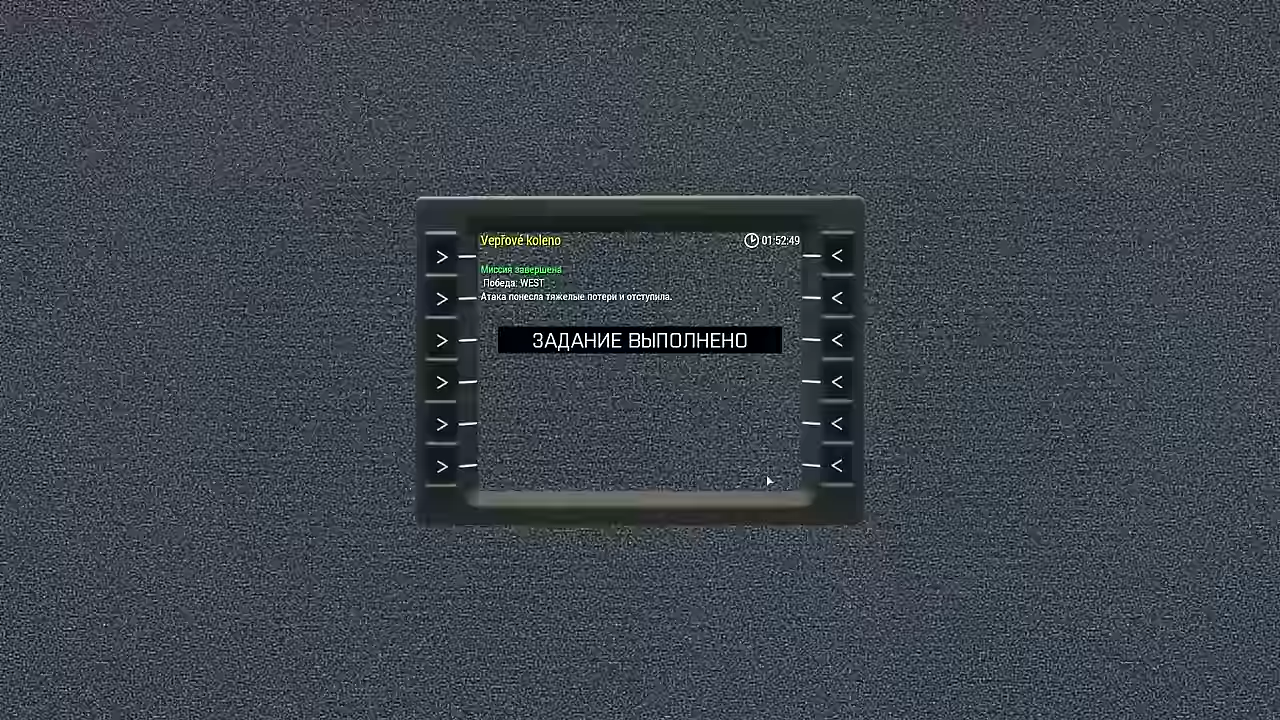 Vepřové koleno
01:52:49
Миссия завершена
Победа: WEST
Атака понесла тяжелые потери и отступила.
ЗАДАНИЕ ВЫПОЛНЕНО